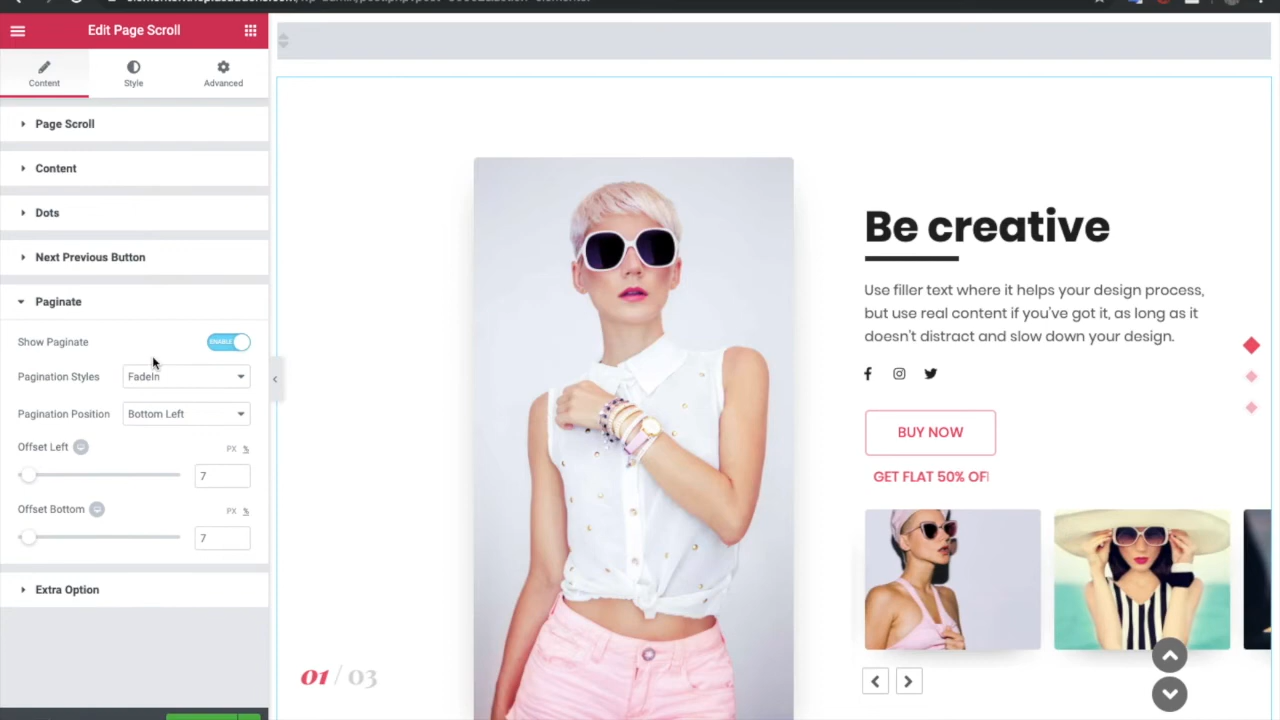 Edit Page Scroll
Content
Style
Advanced
Page Scroll
Content
Dots
Next Previous Button
Paginate
Show Paginate
ENABLE
Pagination Styles
FadeIn
Pagination Position
Bottom Left
Offset Left
PX %
7
Offset Bottom
PX %
7
Extra Option
Be creative
Use filler text where it helps your design process,
but use real content if you've got it, as long as it
doesn't distract and slow down your design.
BUY NOW
GET FLAT 50% OF
01 / 03